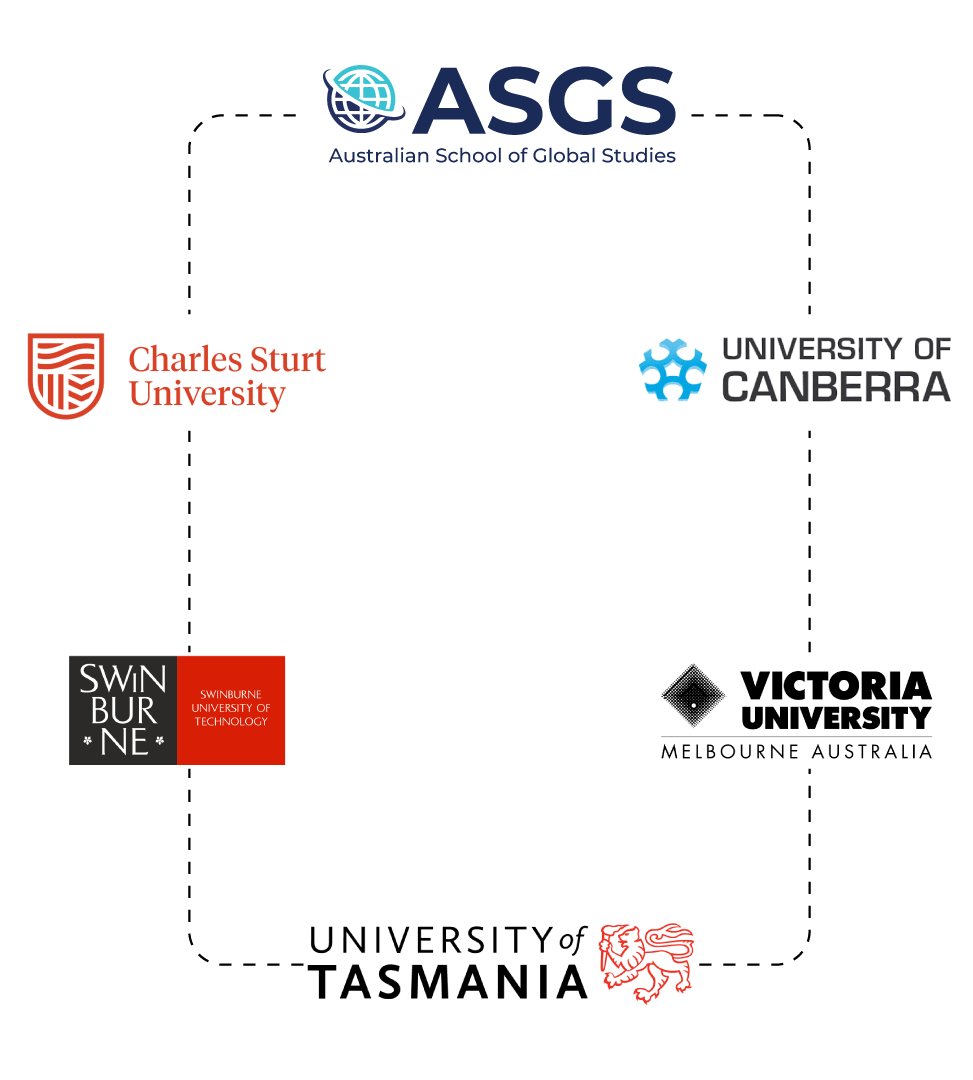 ASGS
Australian School of Global Studies
Charles Sturt
University
UNIVERSITY OF
CANBERRA
SWiN
BUR
NE
SWINBURNE
UNIVERSITY OF
TECHNOLOGY
VICTORIA
UNIVERSITY
MELBOURNE AUSTRALIA
UNIVERSITY of
TASMANIA